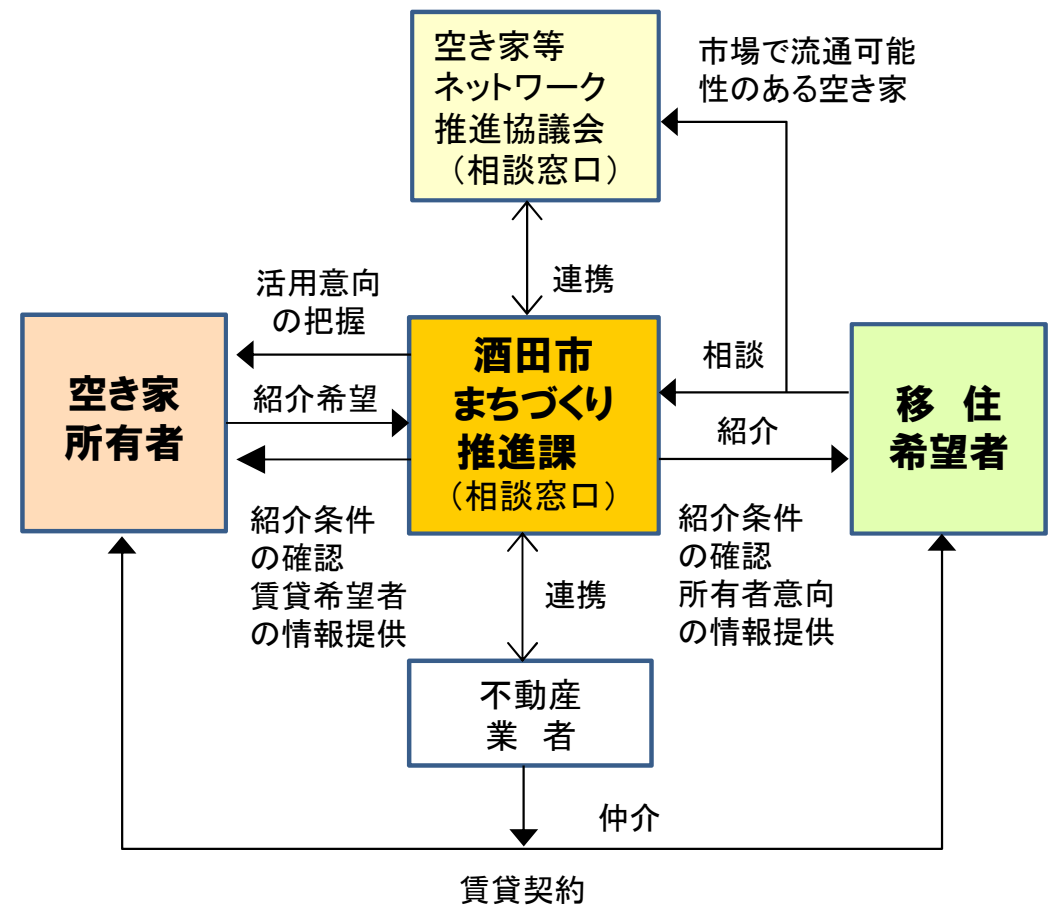 空き家等
ネットワーク
推進協議会
（相談窓口）
市場で流通可能
性のある空き家
連携
活用意向
の把握
空き家
所有者
紹介希望
酒田市
まちづくり
推進課
（相談窓口）
相談
紹介
移 住
希望者
紹介条件
の確認
賃貸希望者
の情報提供
連携
紹介条件
の確認
所有者意向
の情報提供
不動産
業 者
仲介
賃貸契約